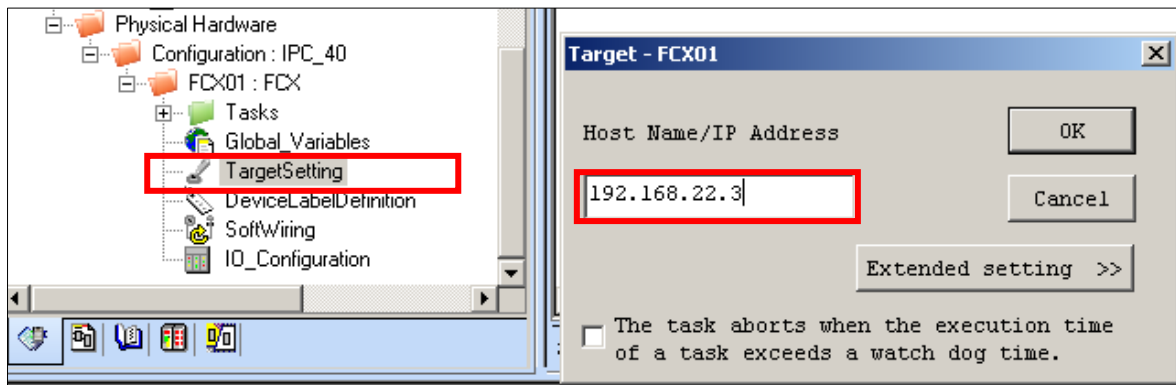 Physical Hardware
Configuration : IPC_40
FCX01 : FCX
Tasks
Global_Variables
TargetSetting
DeviceLabelDefinition
SoftWiring
IO_Configuration
Target - FCX01
Host Name/IP Address
OK
192.168.22.3
Cancel
Extended setting >>
The task aborts when the execution time
of a task exceeds a watch dog time.